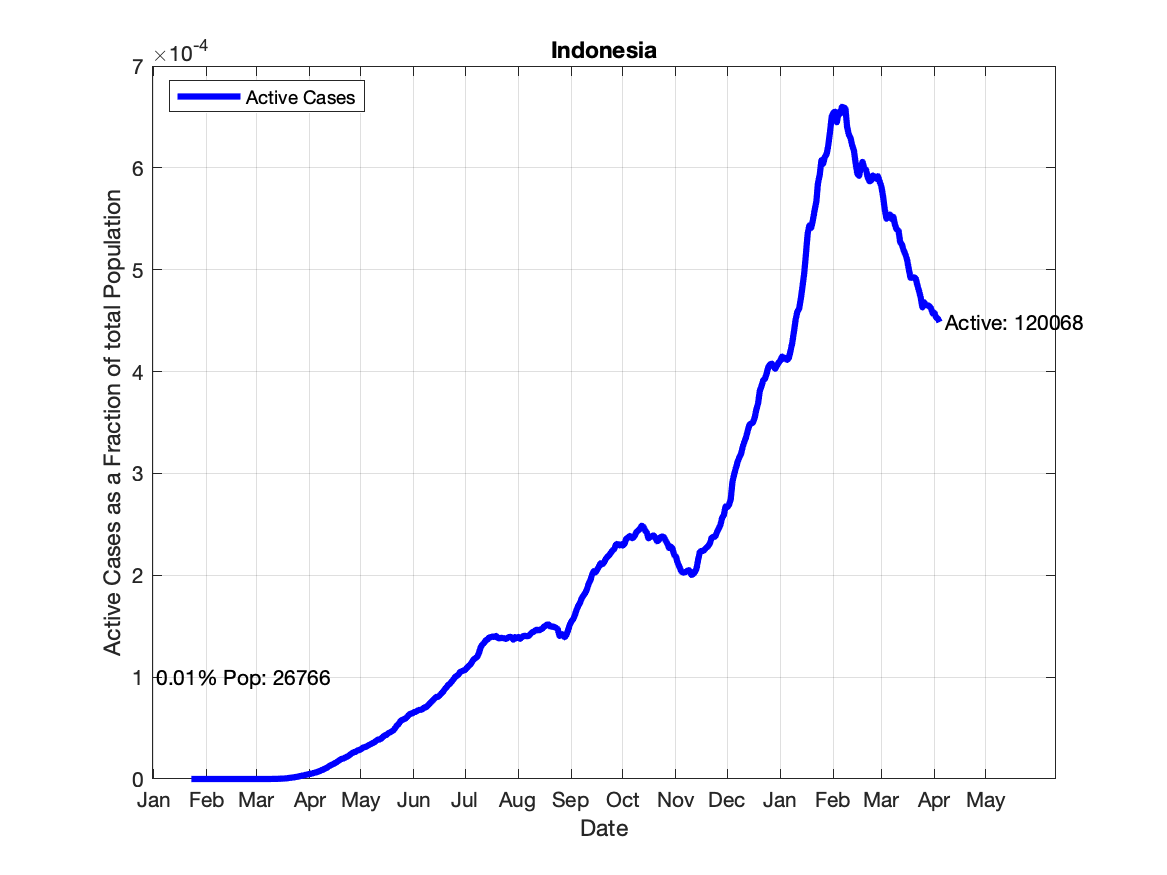 Indonesia
×10-4
Active Cases
7
6
5
4
3
2
1
0
Active Cases as a Fraction of total Population
Active: 120068
0.01% Pop: 26766
Jan Feb Mar Apr May Jun Jul Aug Sep Oct Nov Dec Jan Feb Mar Apr May
Date